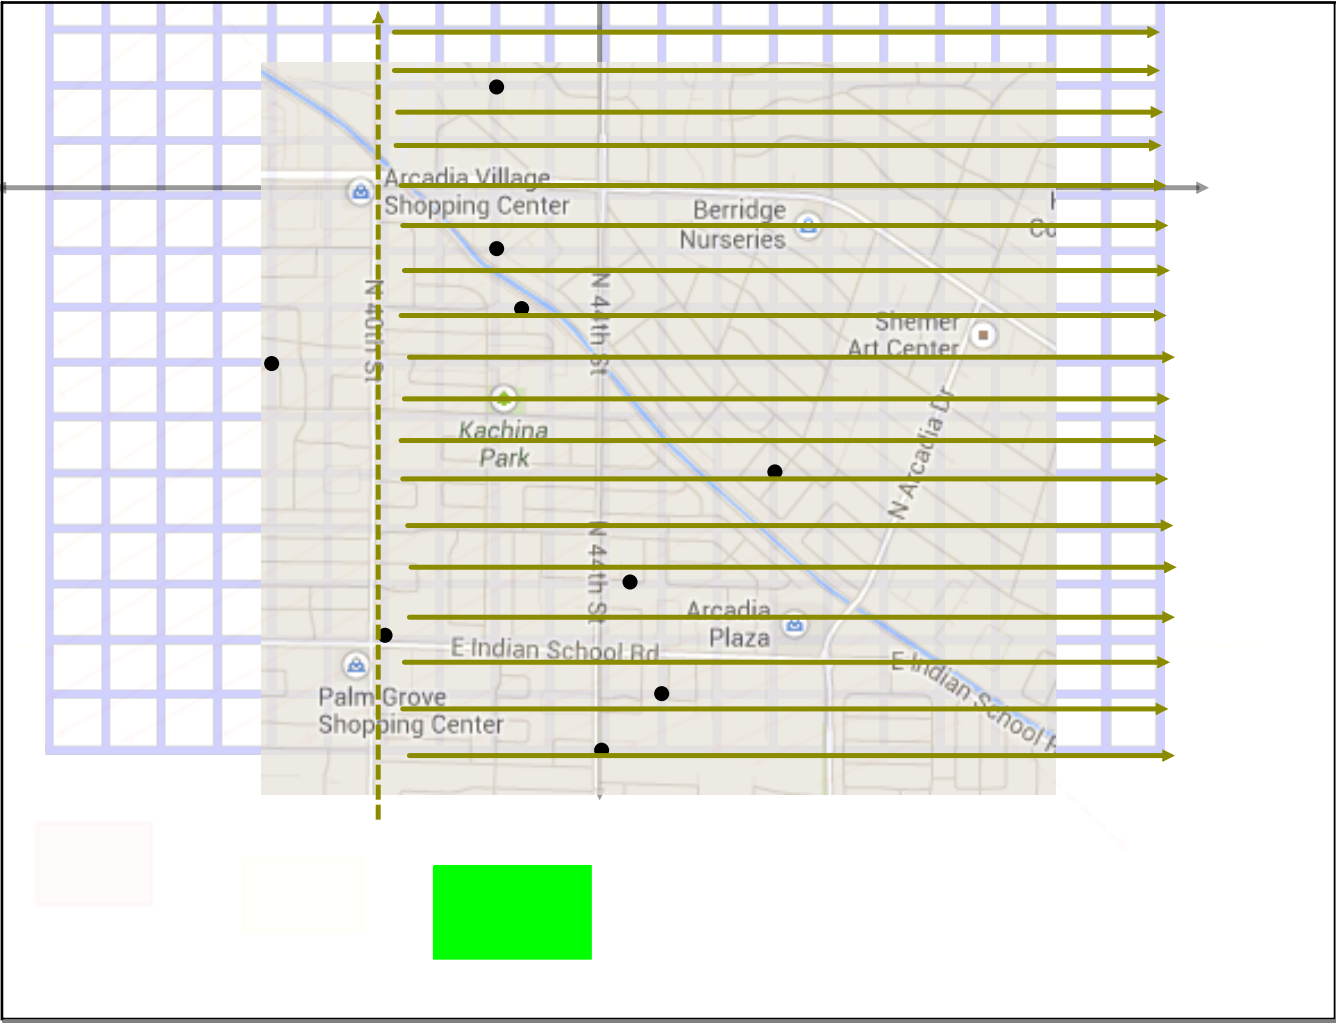 Arcadia Village
Shopping Center
Berridge
Nurseries
Co
N 40th St
N 44th St
Shemer
Art Center
Kachina
Park
N Arcadia Dr
N 44th St
Arcadia
Plaza
E Indian School Rd
E Indian School R
Palm Grove
Shopping Center